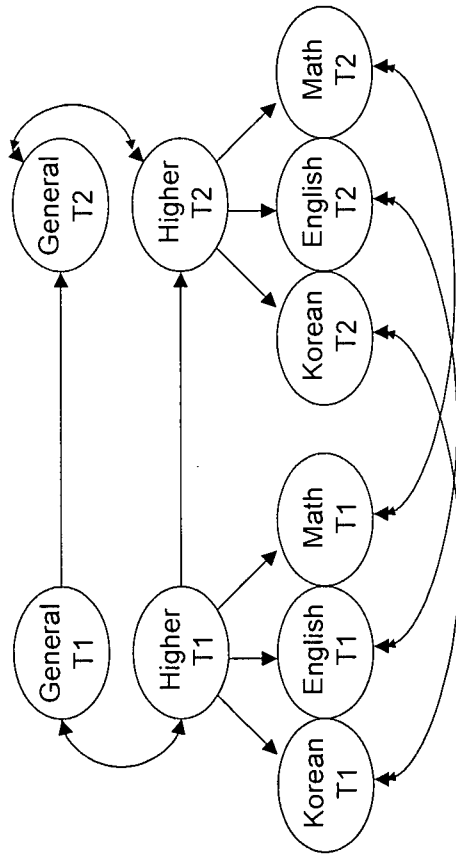 General
T1
General
T2
Higher
T1
Higher
T2
Korean
T1
English
T1
Math
T1
Korean
T2
English
T2
Math
T2